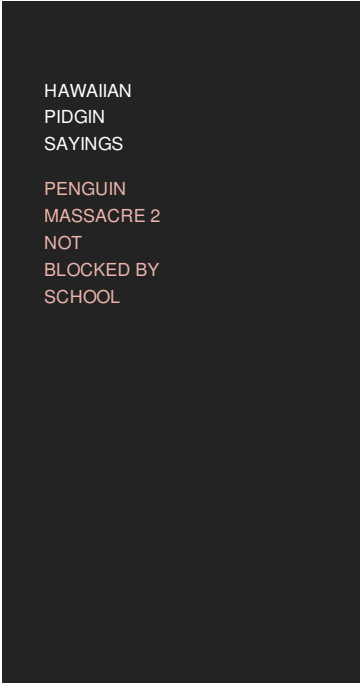 HAWAIIAN
PIDGIN
SAYINGS
PENGUIN
MASSACRE 2
NOT
BLOCKED BY
SCHOOL